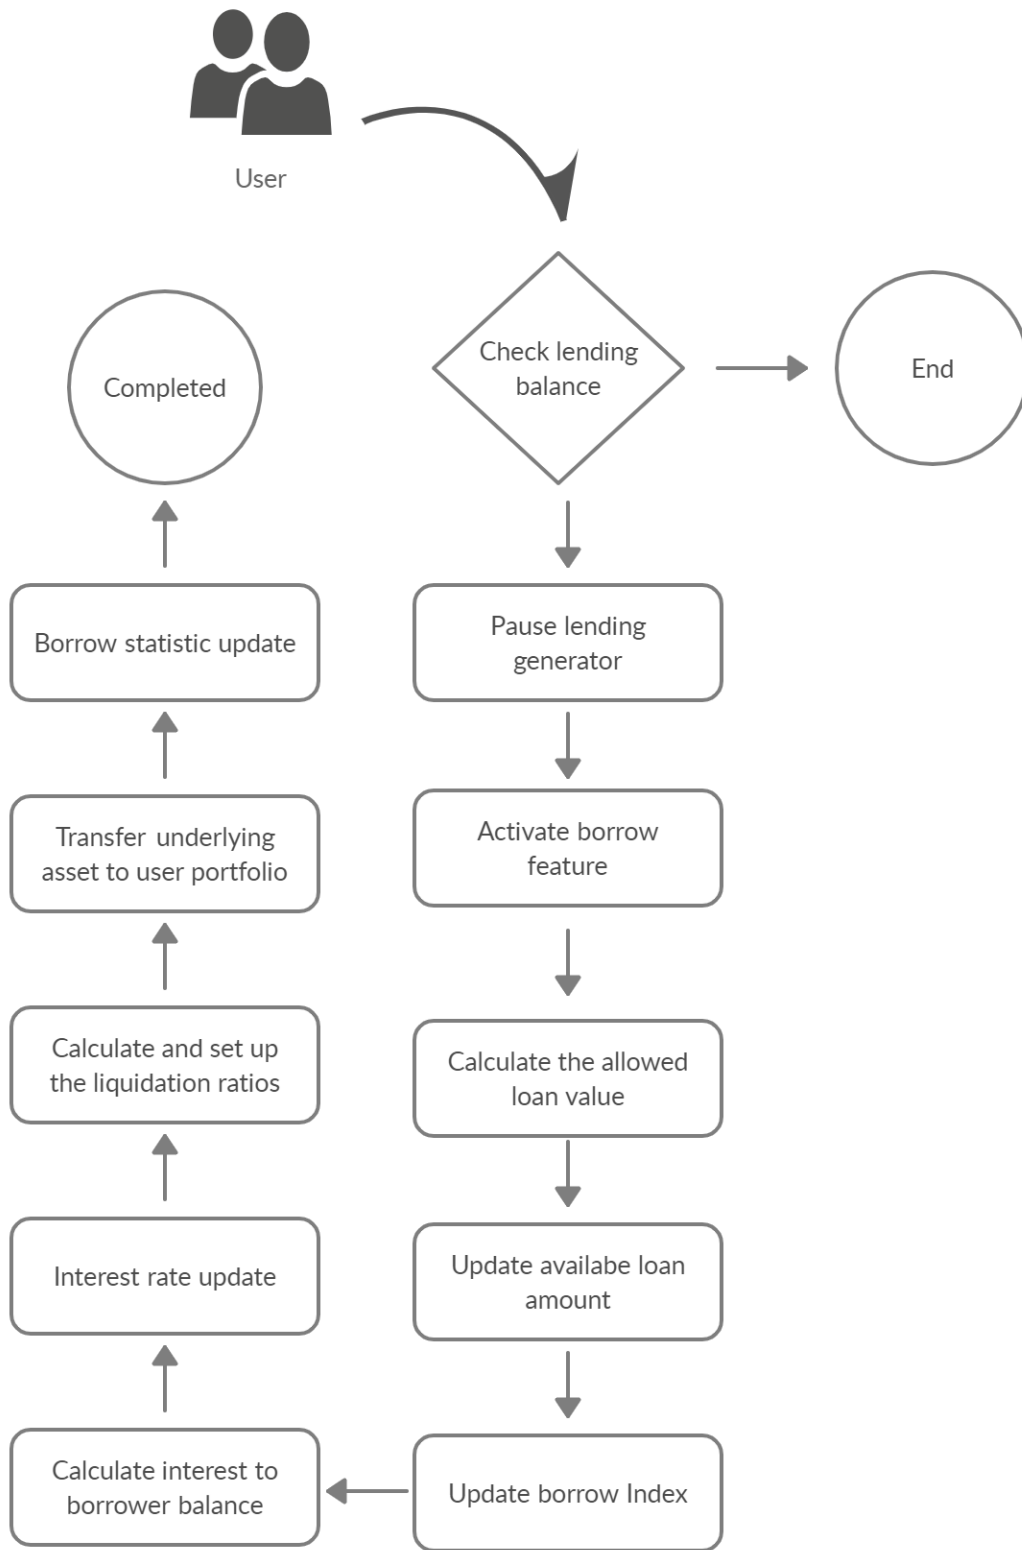 User
Check lending
balance
End
Pause lending
generator
Activate borrow
feature
Calculate the allowed
loan value
Update availabe loan
amount
Update borrow Index
Calculate interest to
borrower balance
Interest rate update
Calculate and set up
the liquidation ratios
Transfer underlying
asset to user portfolio
Borrow statistic update
Completed